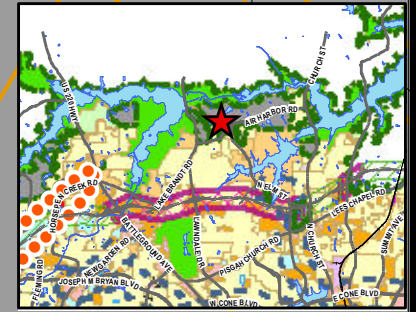 US 220 HWY
CHURCH ST
AIR HARBOR RD
LAKE BRANDT RD
HORSEPEN CREEK RD
N ELM ST
LEES CHAPEL RD
BATTLEGROUND AVE
LAWNDALE DR
N CHURCH ST
SUMMIT AVE
NEWGARDEN RD
PISGAH CHURCH RD
FLEMING RD
JOSEPH M BRYAN BLVD
W CONE BLVD
E CONE BLVD